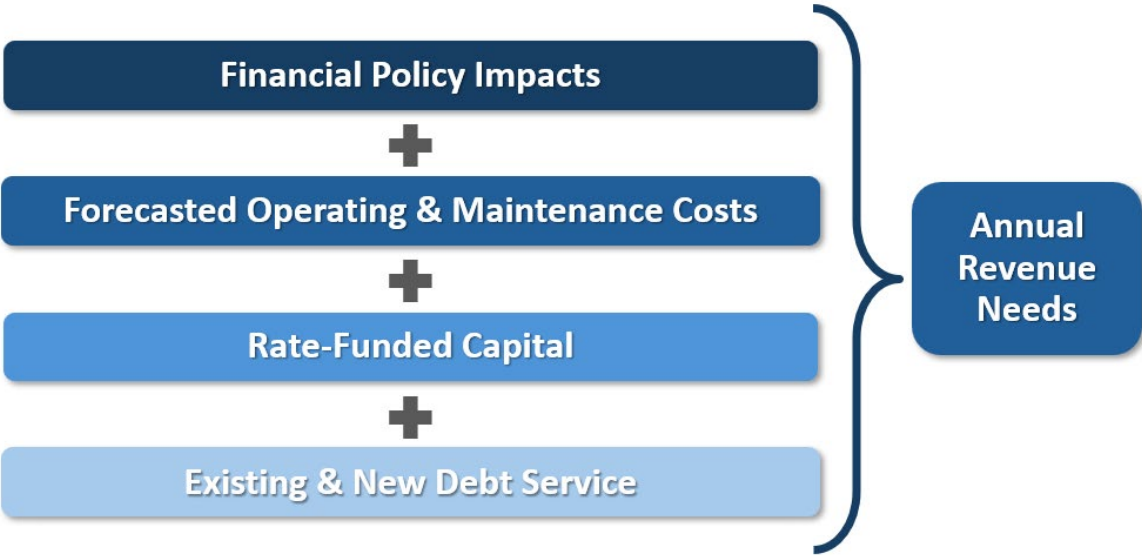 Financial Policy Impacts
+
Forecasted Operating & Maintenance Costs
+
Rate-Funded Capital
+
Existing & New Debt Service
Annual
Revenue
Needs